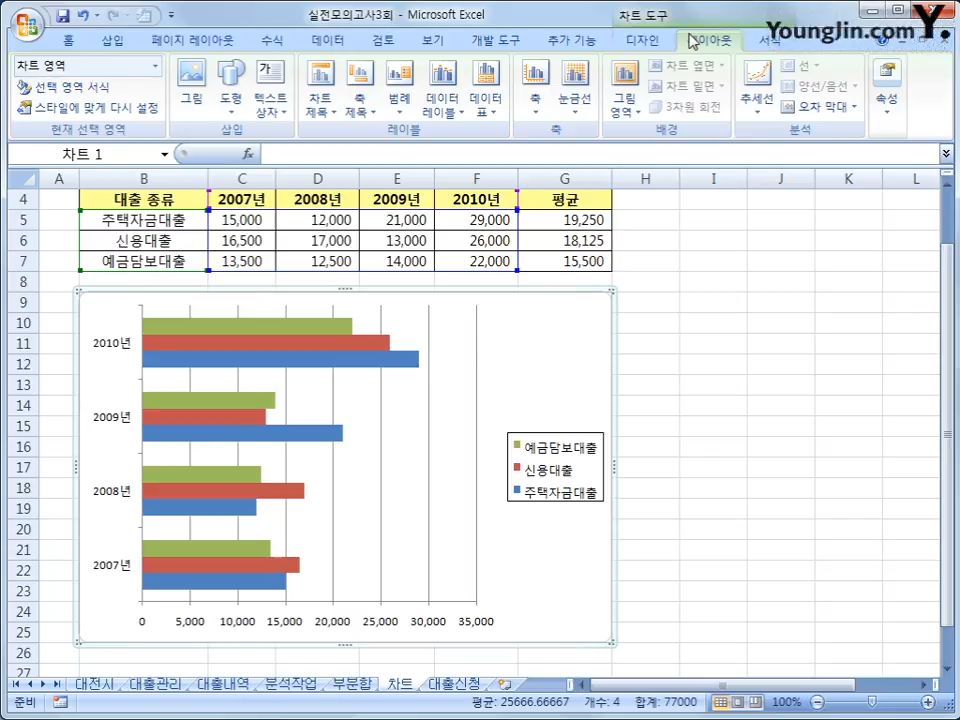 실전모의고사3회 - Microsoft Excel
차트 도구
YoungJin.com Y.
홈 삽입 페이지 레이아웃 수식 데이터 검토 보기 개발 도구 추가 기능 디자인 레이아웃 서식
차트 영역
선택 영역 서식
스타일에 맞게 다시 설정
현재 선택 영역
그림 도형 텍스트 상자
삽입
차트 제목 축 제목 범례 데이터 레이블 데이터 표
레이블
축 눈금선
축
그림 영역 차트 옆면 차트 밑면 3차원 회전
배경
추세선 선 양선/음선 오차 막대
분석
속성
차트 1 fx
A B C D E F G H I J K L
4 대출 종류 2007년 2008년 2009년 2010년 평균
5 주택자금대출 15,000 12,000 21,000 29,000 19,250
6 신용대출 16,500 17,000 13,000 26,000 18,125
7 예금담보대출 13,500 12,500 14,000 22,000 15,500
8
9
10
11
12
13
14
15
16
17
18
19
20
21
22
23
24
25
26
27
2010년
2009년
2008년
2007년
0 5,000 10,000 15,000 20,000 25,000 30,000 35,000
예금담보대출
신용대출
주택자금대출
대전시 대출관리 대출내역 분석작업 부분합 차트 대출신청
준비 평균: 25666.66667 개수: 4 합계: 77000 100%